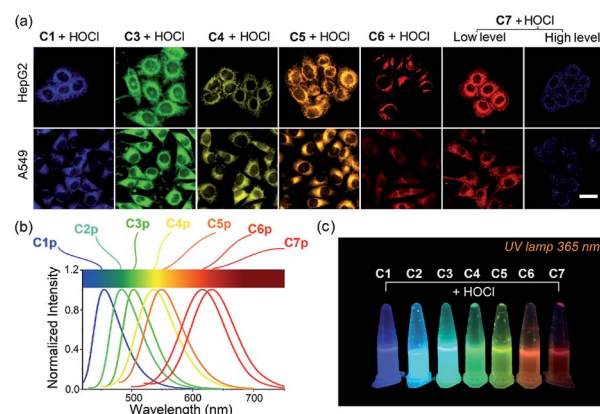 (a)
C7 + HOCl
C1 + HOCl C3 + HOCl C4 + HOCl C5 + HOCl C6 + HOCl Low level High level
HepG2
A549
(b)
C1p C2p C3p C4p C5p C6p C7p
Normalized Intensity
1.2
0.8
0.4
0.0
500 600 700
Wavelength (nm)
(c)
UV lamp 365 nm
C1 C2 C3 C4 C5 C6 C7
+ HOCl